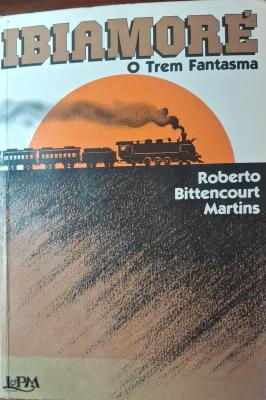 IBIAMORÉ
O Trem Fantasma
Roberto
Bittencourt
Martins
L&PM